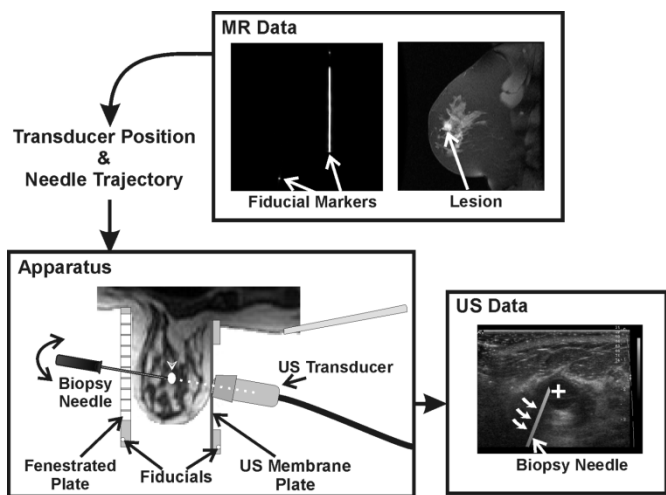 MR Data
Transducer Position
&
Needle Trajectory
Fiducial Markers
Lesion
Apparatus
Biopsy
Needle
US Transducer
Fenestrated
Plate
Fiducials
US Membrane
Plate
US Data
Biopsy Needle